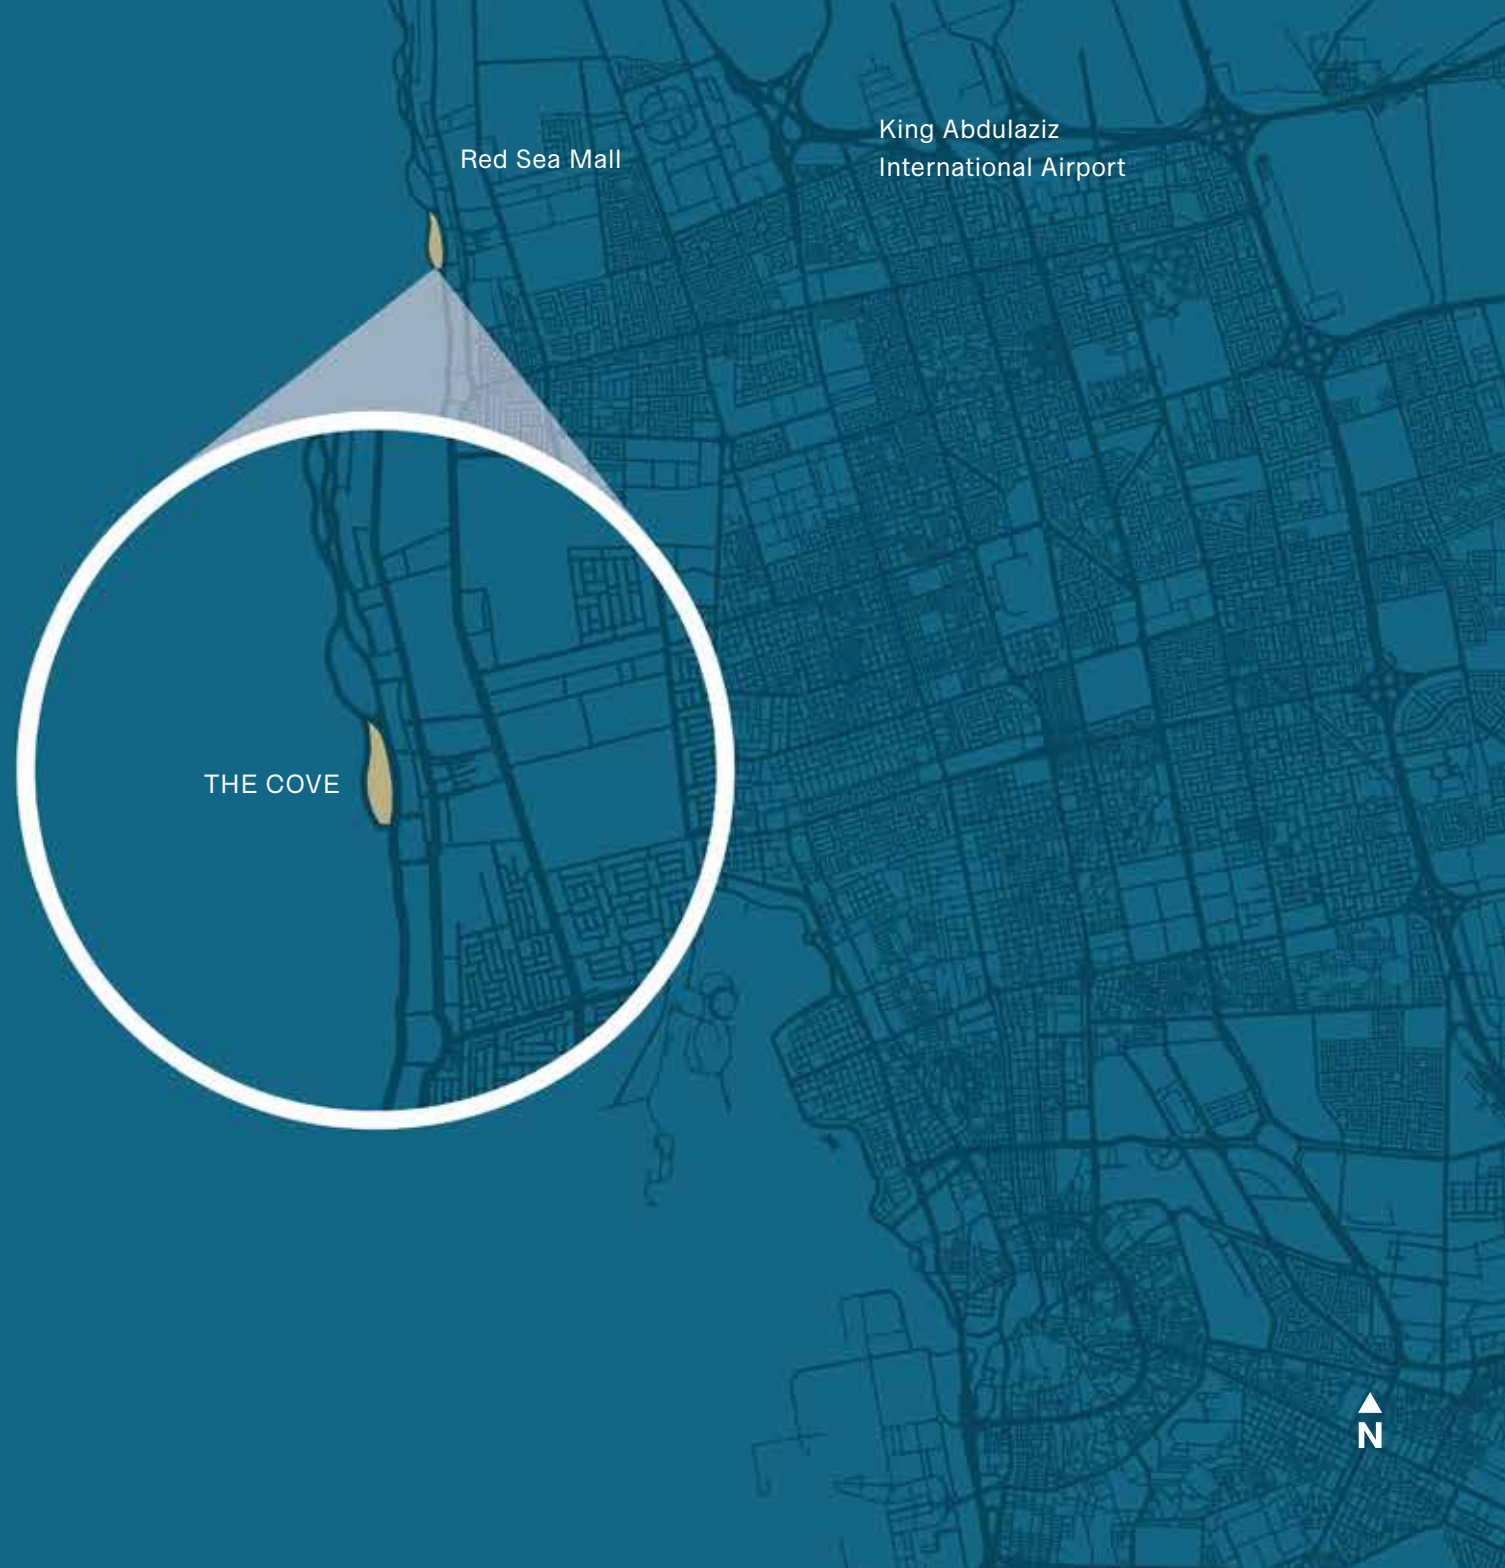 King Abdulaziz
International Airport
Red Sea Mall
THE COVE
N